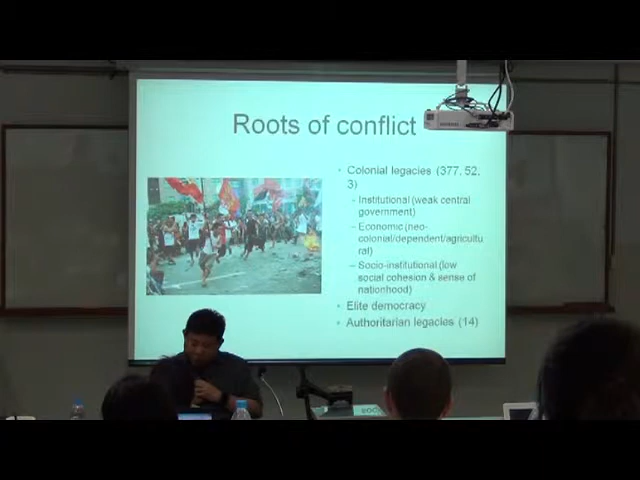 Roots of conflict
• Colonial legacies (377, 52,
3)
– Institutional (weak central
government)
– Economic (neo-
colonial/dependent/agricultu
ral)
– Socio-institutional (low
social cohesion & sense of
nationhood)
• Elite democracy
• Authoritarian legacies (14)